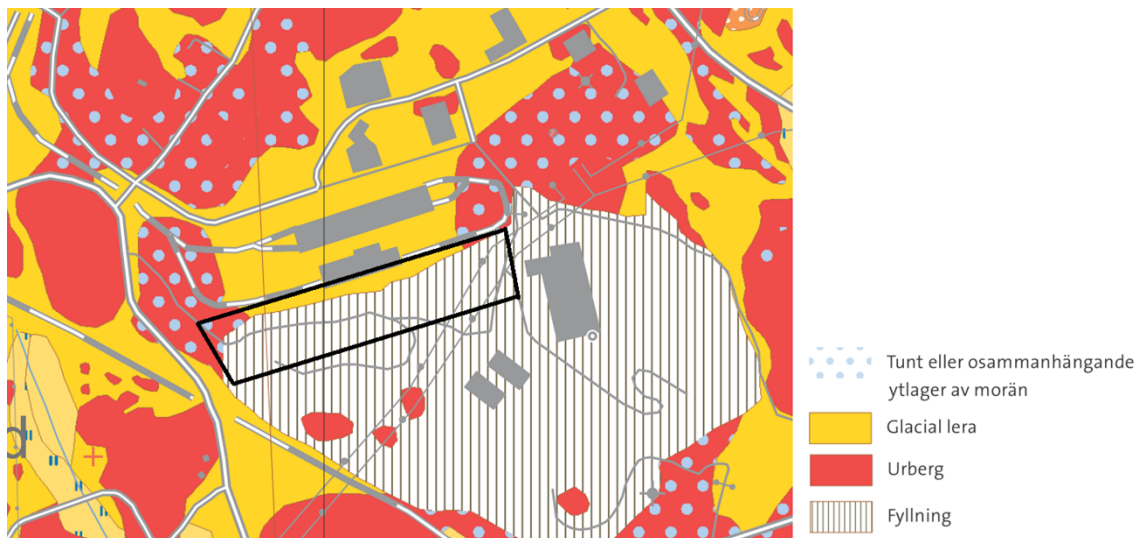 d
Tunt eller osammanhängande
ytlager av morän
Glacial lera
Urberg
Fyllning